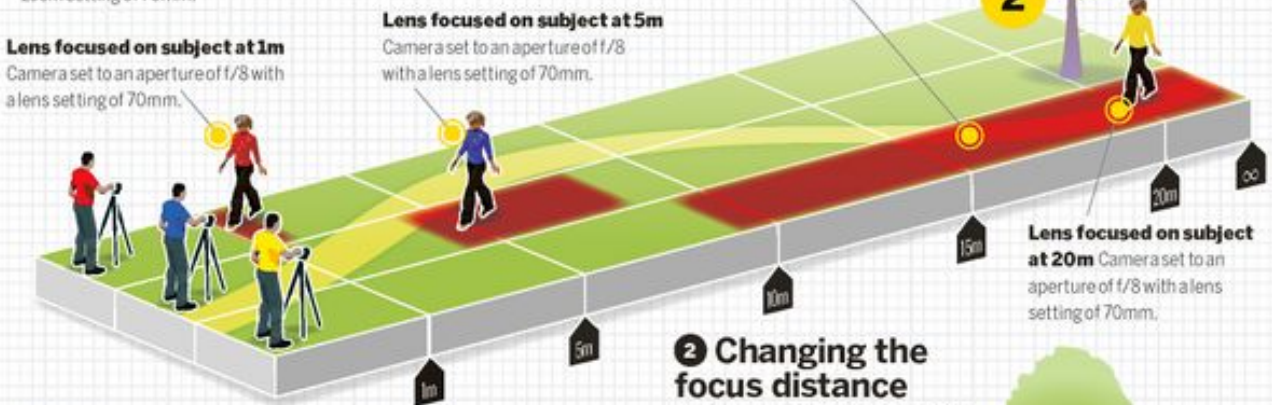 Lens focused on subject at 1m
Camera set to an aperture of f/8 with
a lens setting of 70mm.
Lens focused on subject at 5m
Camera set to an aperture of f/8
with a lens setting of 70mm.
2
Lens focused on subject
at 20m Camera set to an
aperture of f/8 with a lens
setting of 70mm.
1m
5m
10m
15m
20m
∞
2 Changing the
focus distance